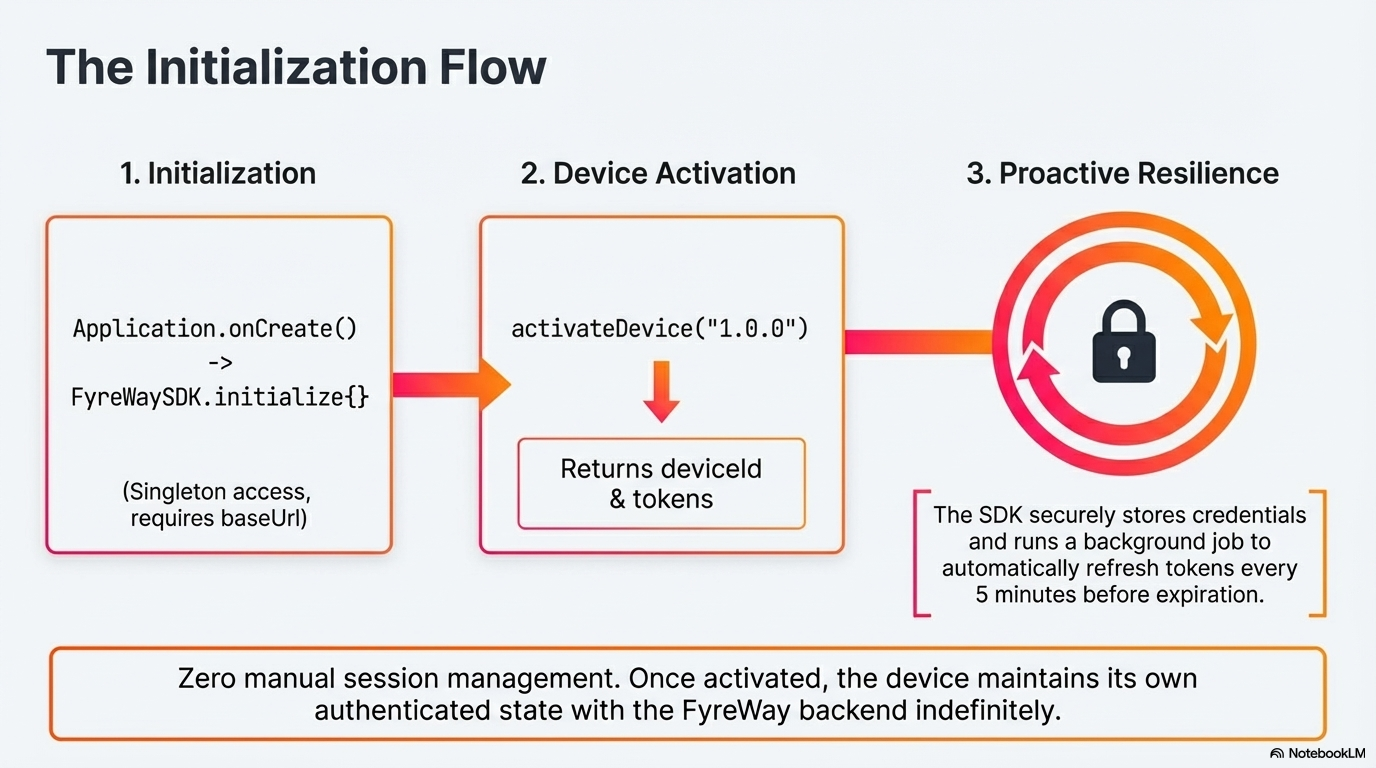 The Initialization Flow
1. Initialization
Application.onCreate()
->
FyreWaySDK.initialize{}
(Singleton access,
requires baseUrl)
2. Device Activation
activateDevice("1.0.0")
Returns deviceId
& tokens
3. Proactive Resilience
The SDK securely stores credentials
and runs a background job to
automatically refresh tokens every
5 minutes before expiration.
Zero manual session management. Once activated, the device maintains its own
authenticated state with the FyreWay backend indefinitely.
NotebookLM